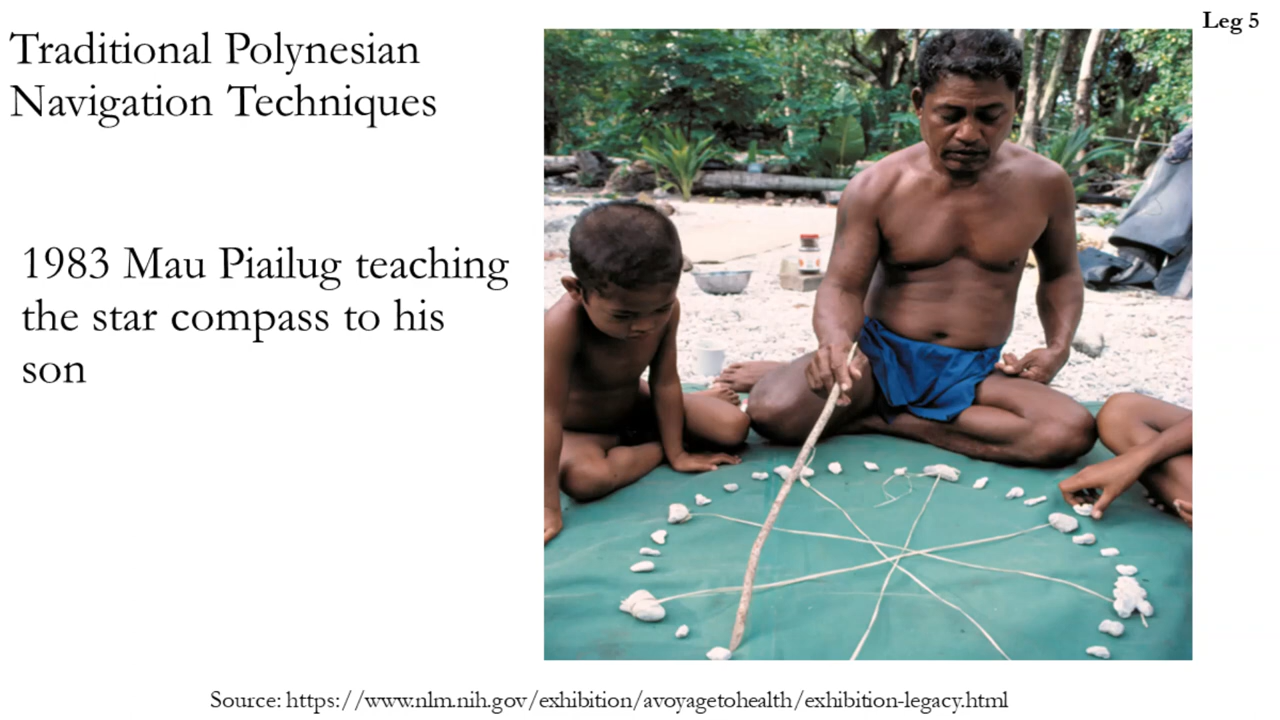 Leg 5
Traditional Polynesian
Navigation Techniques
1983 Mau Piailug teaching
the star compass to his
son
Source: https://www.nlm.nih.gov/exhibition/avoyagetohealth/exhibition-legacy.html